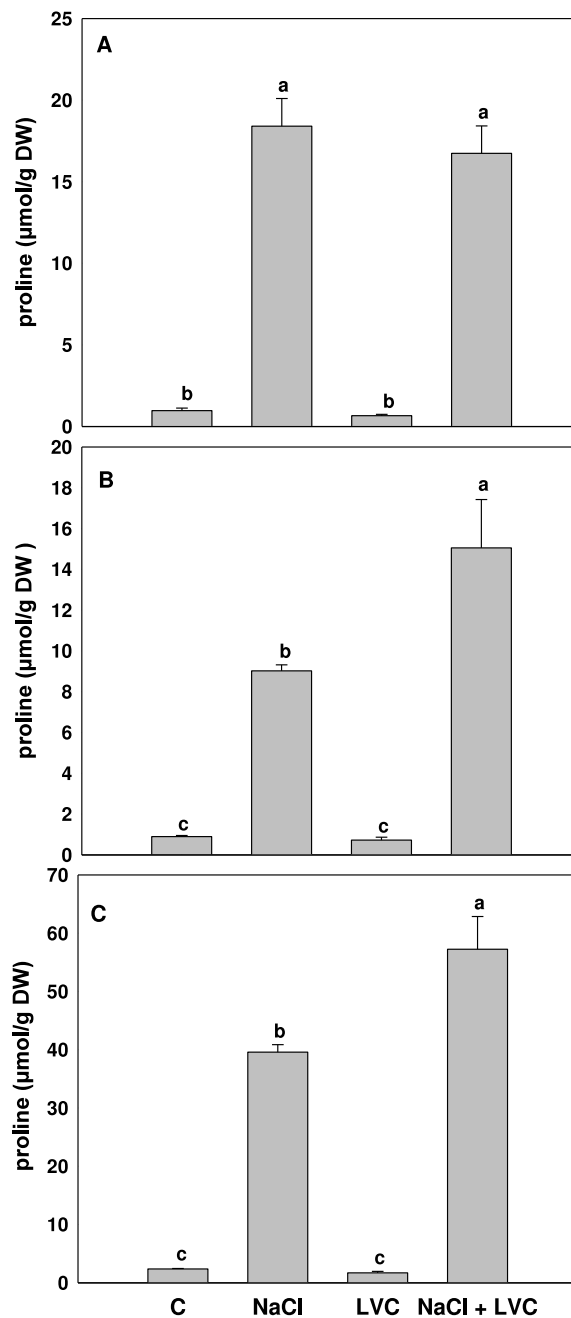 A
25
20
15
10
5
0
proline (µmol/g DW)
b
a
b
a
B
20
18
16
14
12
10
8
6
4
2
0
proline (µmol/g DW )
c
b
c
a
C
70
60
50
40
30
20
10
0
proline (µmol/g DW)
c
b
c
a
C NaCl LVC NaCl + LVC